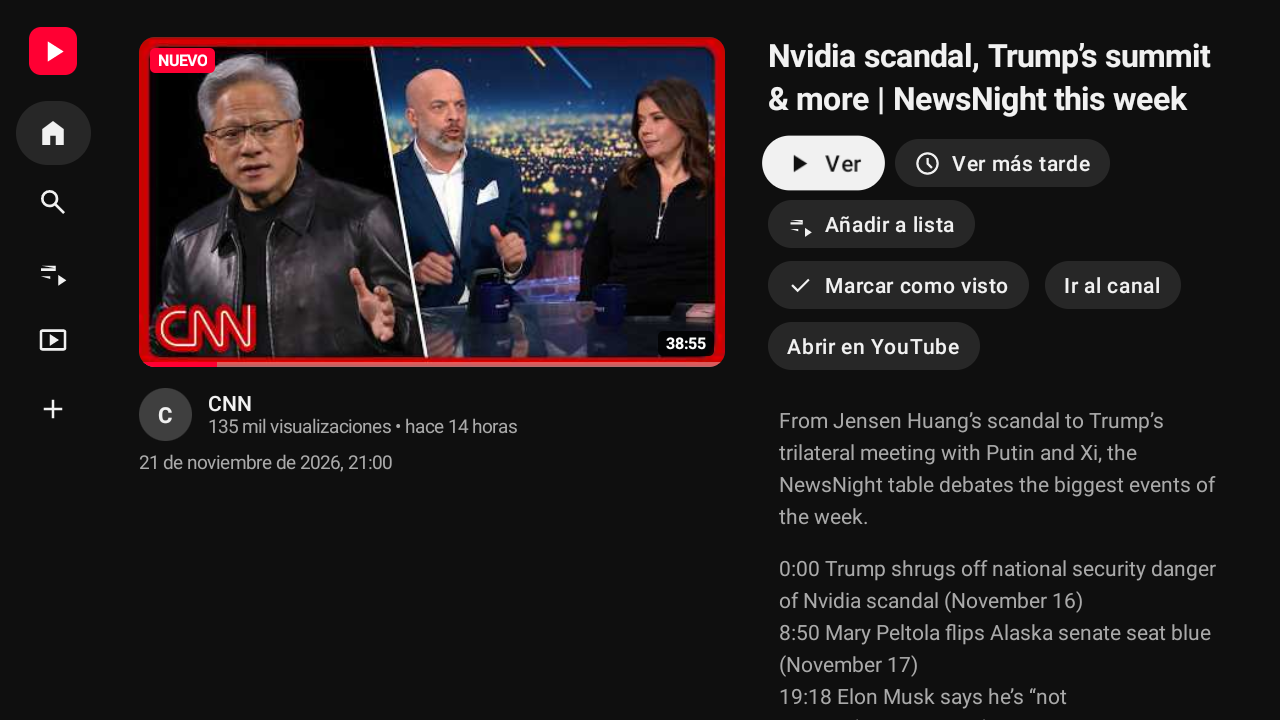 NUEVO
CNN
38:55
C
CNN
135 mil visualizaciones • hace 14 horas
21 de noviembre de 2026, 21:00
Nvidia scandal, Trump’s summit
& more | NewsNight this week
Ver
Ver más tarde
Añadir a lista
Marcar como visto
Ir al canal
Abrir en YouTube
From Jensen Huang’s scandal to Trump’s
trilateral meeting with Putin and Xi, the
NewsNight table debates the biggest events of
the week.
0:00 Trump shrugs off national security danger
of Nvidia scandal (November 16)
8:50 Mary Peltola flips Alaska senate seat blue
(November 17)
19:18 Elon Musk says he’s “not